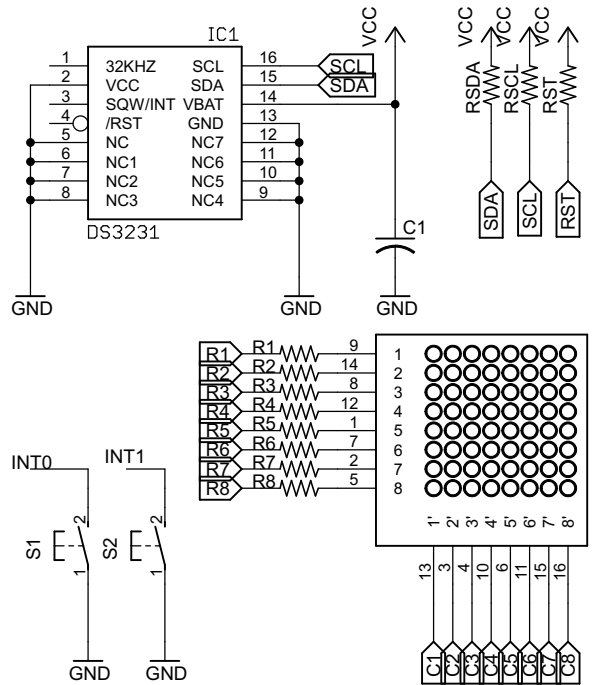 IC1
1 32KHZ SCL 16 SCL
2 VCC SDA 15 SDA
3 SQW/INT VBAT 14
4 /RST GND 13
5 NC NC7 12
6 NC1 NC6 11
7 NC2 NC5 10
8 NC3 NC4 9
DS3231
GND
GND
VCC
C1
GND
VCC VCC VCC
RSDA RSCL RST
SDA SCL RST
R1 R1 9 1
R2 R2 14 2
R3 R3 8 3
R4 R4 12 4
R5 R5 1 5
R6 R6 7 6
R7 R7 2 7
R8 R8 5 8
1' 2' 3' 4' 5' 6' 7' 8'
13 3 4 10 6 11 15 16
C1 C2 C3 C4 C5 C6 C7 C8
INT0 INT1
2 2
S1 S2
1 1
GND GND